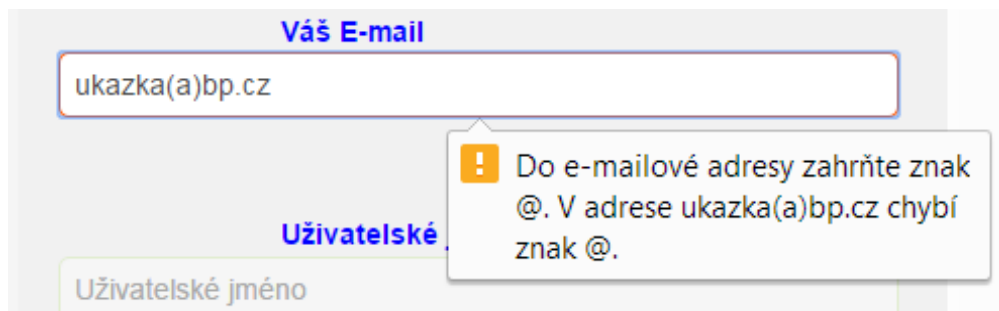 Váš E-mail
ukazka(a)bp.cz
Do e-mailové adresy zahrňte znak
@. V adrese ukazka(a)bp.cz chybí
znak @.
Uživatelské
Uživatelské jméno